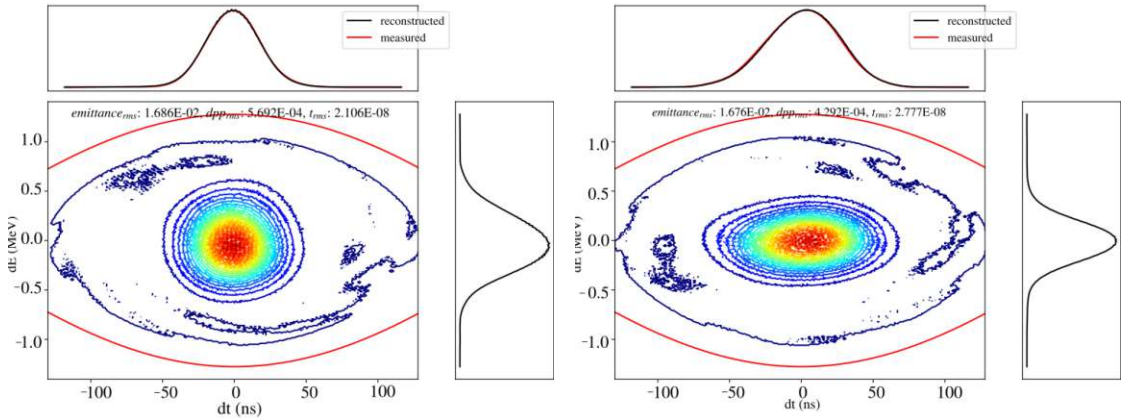 reconstructed
measured
reconstructed
measured
emittance_rms: 1.686E-02, dpp_rms: 5.692E-04, t_rms: 2.106E-08
emittance_rms: 1.676E-02, dpp_rms: 4.292E-04, t_rms: 2.777E-08
1.0
0.5
0.0
−0.5
−1.0
dE (MeV)
1.0
0.5
0.0
−0.5
−1.0
dE (MeV)
−100 −50 0 50 100
dt (ns)
−100 −50 0 50 100
dt (ns)